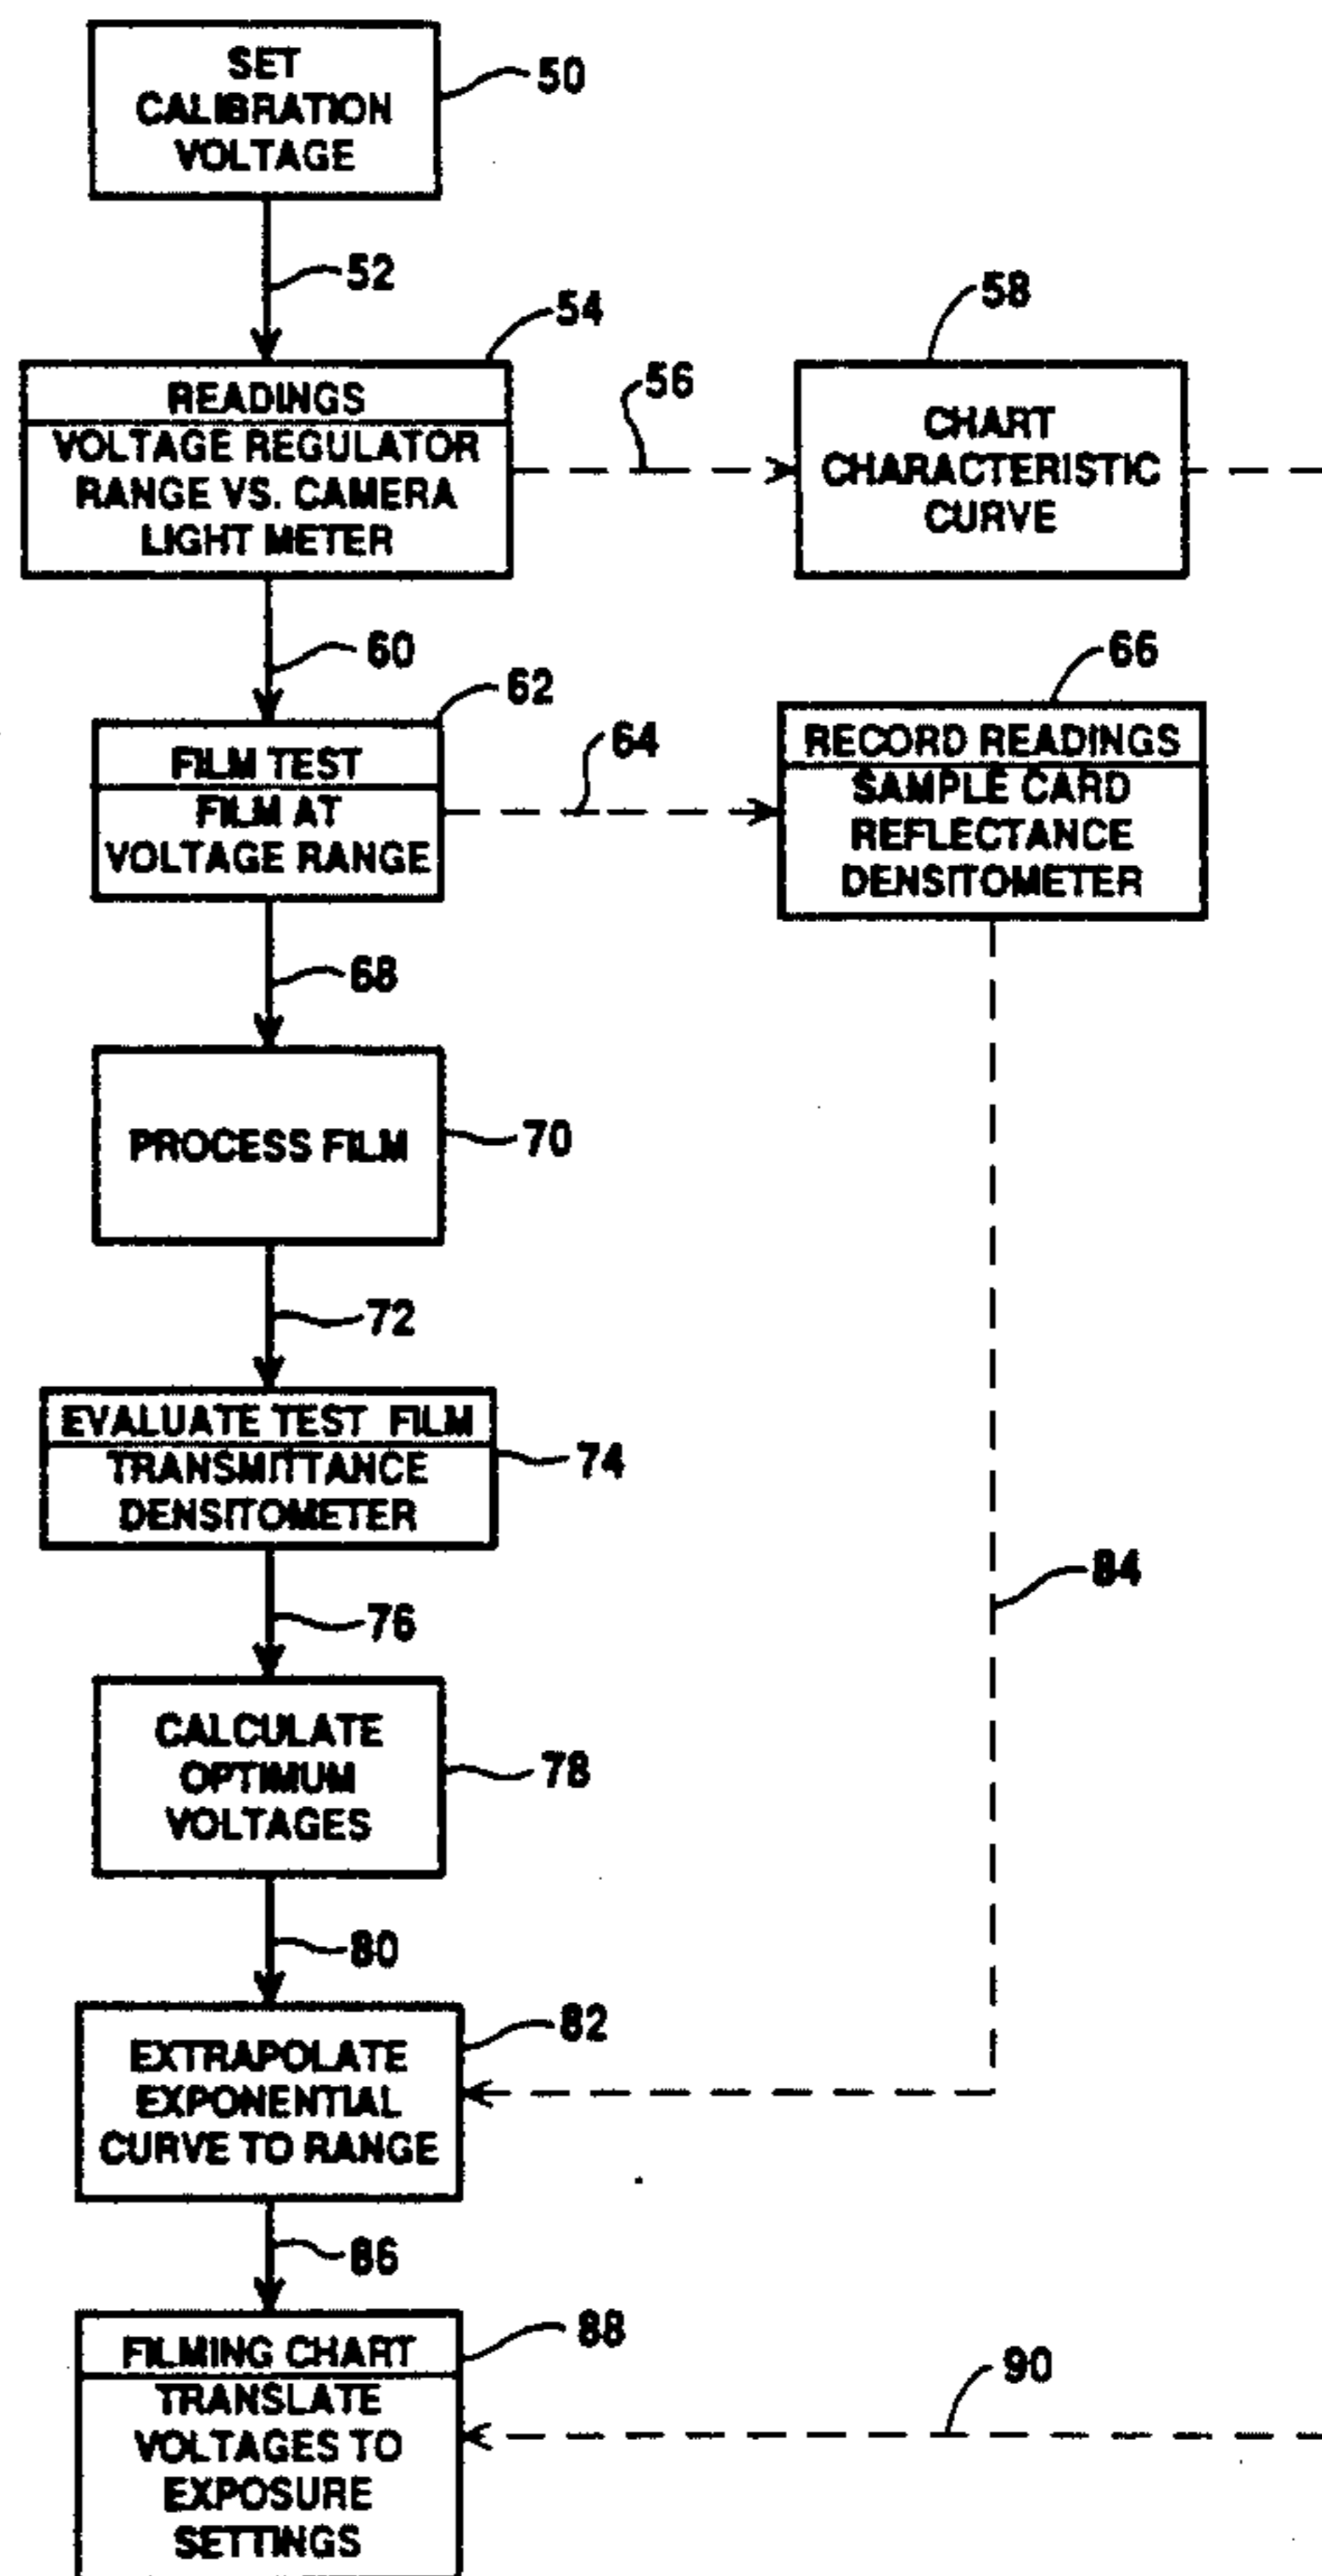 SET
CALIBRATION
VOLTAGE
50
52
54
READINGS
VOLTAGE REGULATOR
RANGE VS. CAMERA
LIGHT METER
56
58
CHART
CHARACTERISTIC
CURVE
60
62
FILM TEST
FILM AT
VOLTAGE RANGE
64
66
RECORD READINGS
SAMPLE CARD
REFLECTANCE
DENSITOMETER
68
PROCESS FILM
70
72
EVALUATE TEST FILM
TRANSMITTANCE
DENSITOMETER
74
84
76
CALCULATE
OPTIMUM
VOLTAGES
78
80
82
EXTRAPOLATE
EXPONENTIAL
CURVE TO RANGE
86
88
FILMING CHART
TRANSLATE
VOLTAGES TO
EXPOSURE
SETTINGS
90